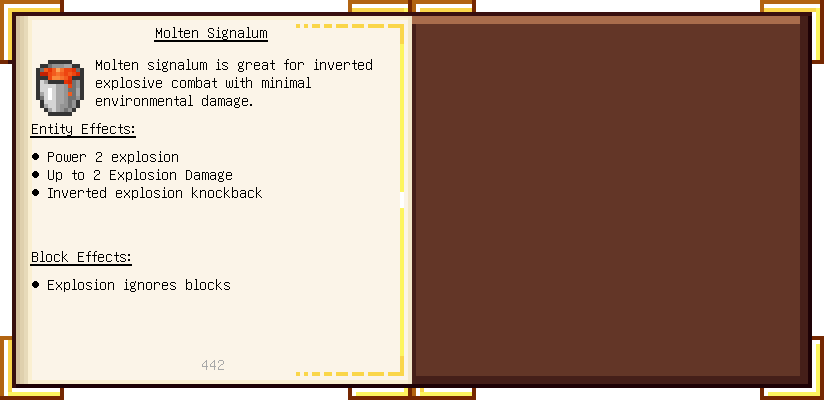 Molten Signalum
Molten signalum is great for inverted
explosive combat with minimal
environmental damage.
Entity Effects:
● Power 2 explosion
● Up to 2 Explosion Damage
● Inverted explosion knockback
Block Effects:
● Explosion ignores blocks
442